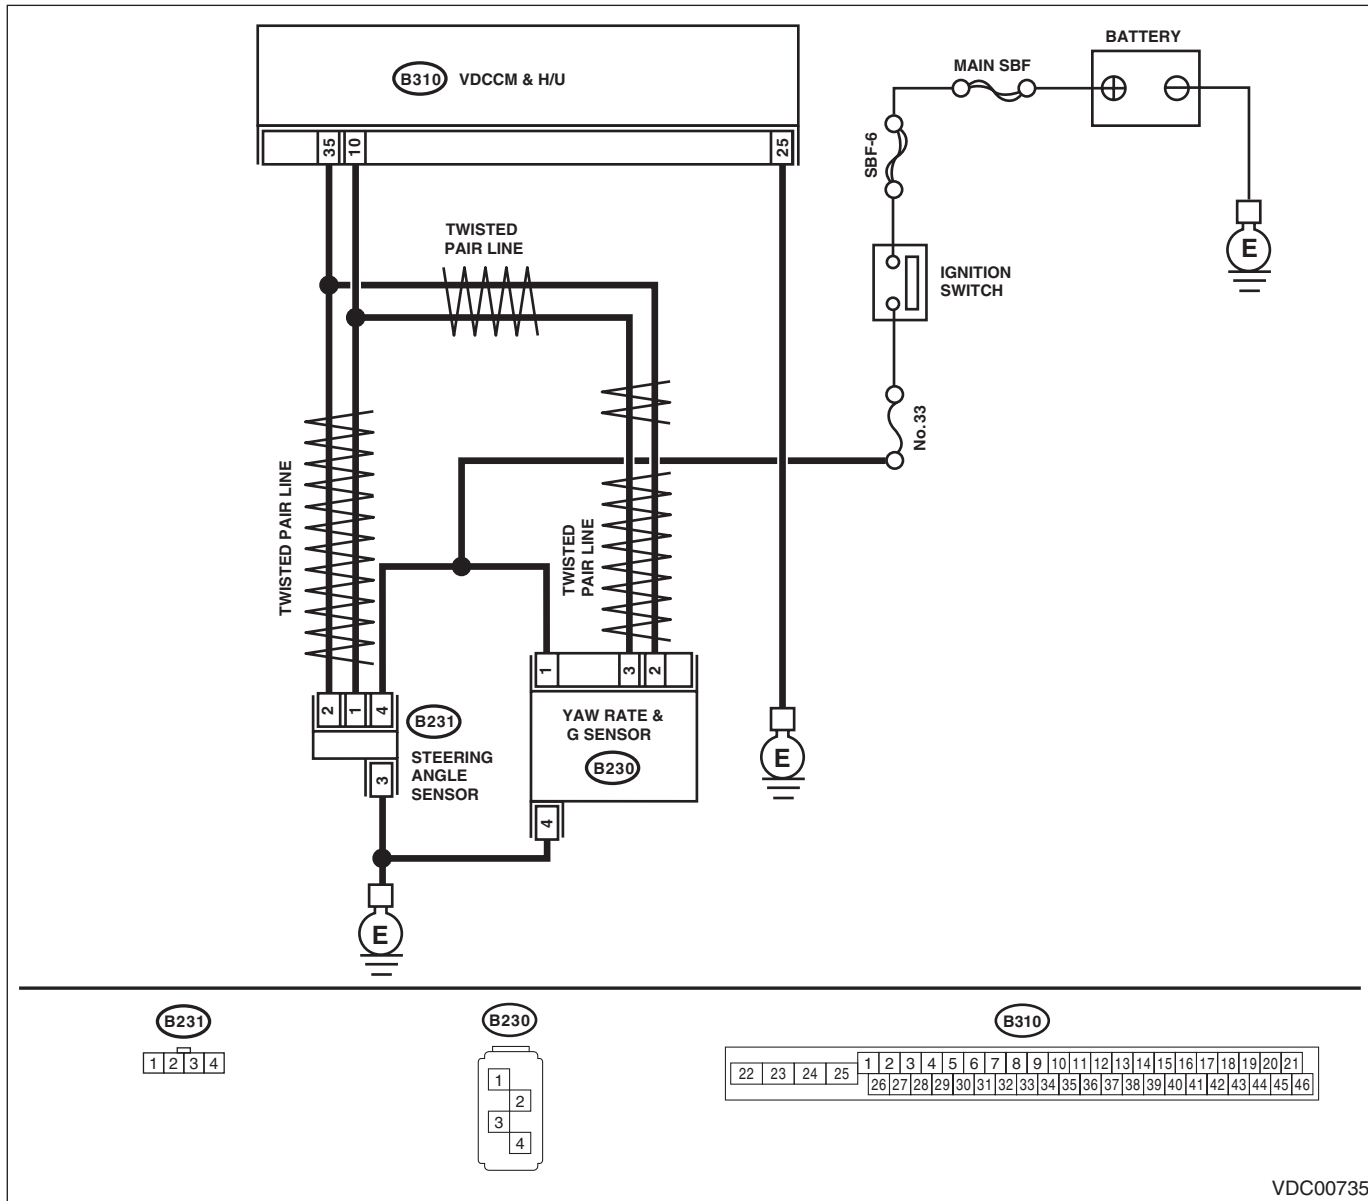 BATTERY
MAIN SBF
B310 VDCCM & H/U
35 10 25
SBF-6
TWISTED
PAIR LINE
E
IGNITION
SWITCH
No.33
TWISTED PAIR LINE
TWISTED
PAIR LINE
1 3 2
2 1 4
B231
STEERING
ANGLE
SENSOR
3
YAW RATE &
G SENSOR
B230
4
E
E
B231
1 2 3 4
B230
1
2
3
4
B310
22 23 24 25
1 2 3 4 5 6 7 8 9 10 11 12 13 14 15 16 17 18 19 20 21
26 27 28 29 30 31 32 33 34 35 36 37 38 39 40 41 42 43 44 45 46
VDC00735